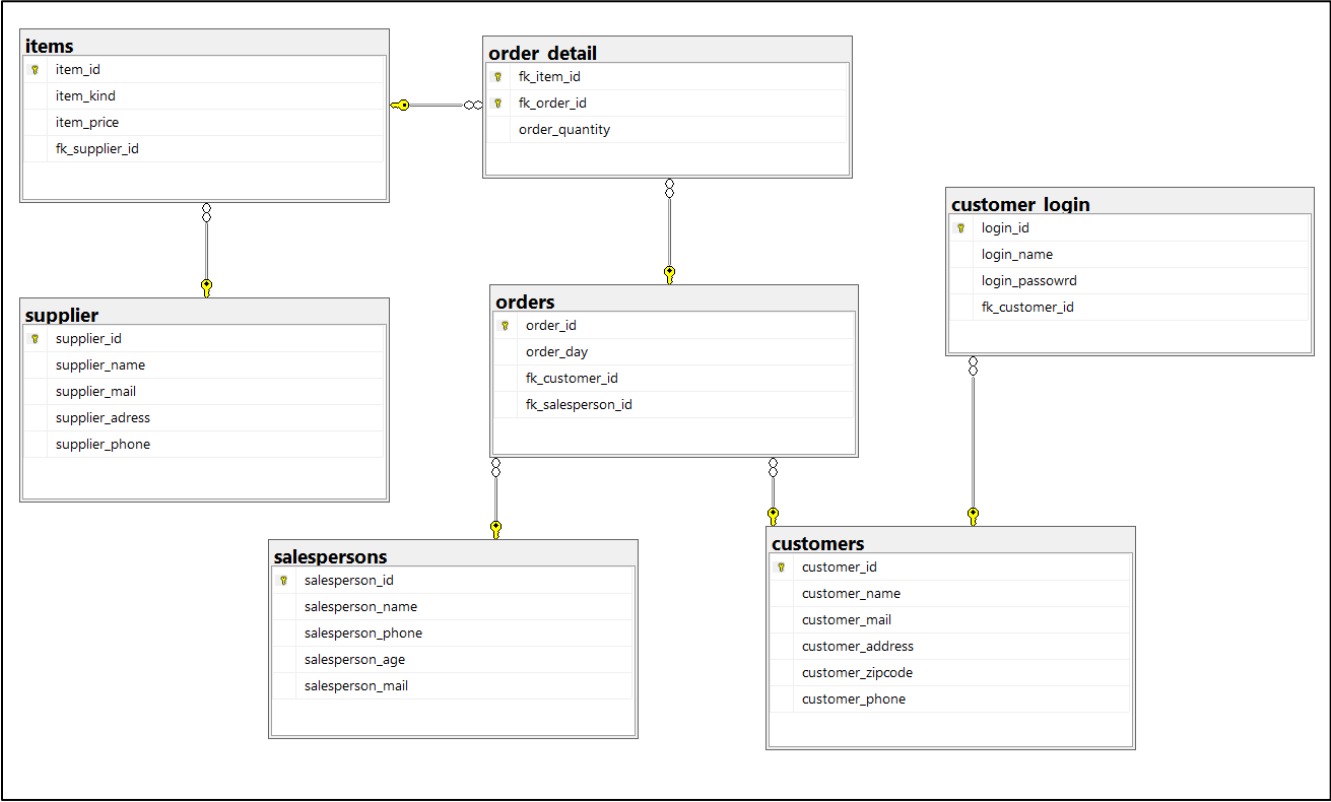 items
item_id
item_kind
item_price
fk_supplier_id
order_detail
fk_item_id
fk_order_id
order_quantity
customer_login
login_id
login_name
login_passowrd
fk_customer_id
supplier
supplier_id
supplier_name
supplier_mail
supplier_adress
supplier_phone
orders
order_id
order_day
fk_customer_id
fk_salesperson_id
salespersons
salesperson_id
salesperson_name
salesperson_phone
salesperson_age
salesperson_mail
customers
customer_id
customer_name
customer_mail
customer_address
customer_zipcode
customer_phone